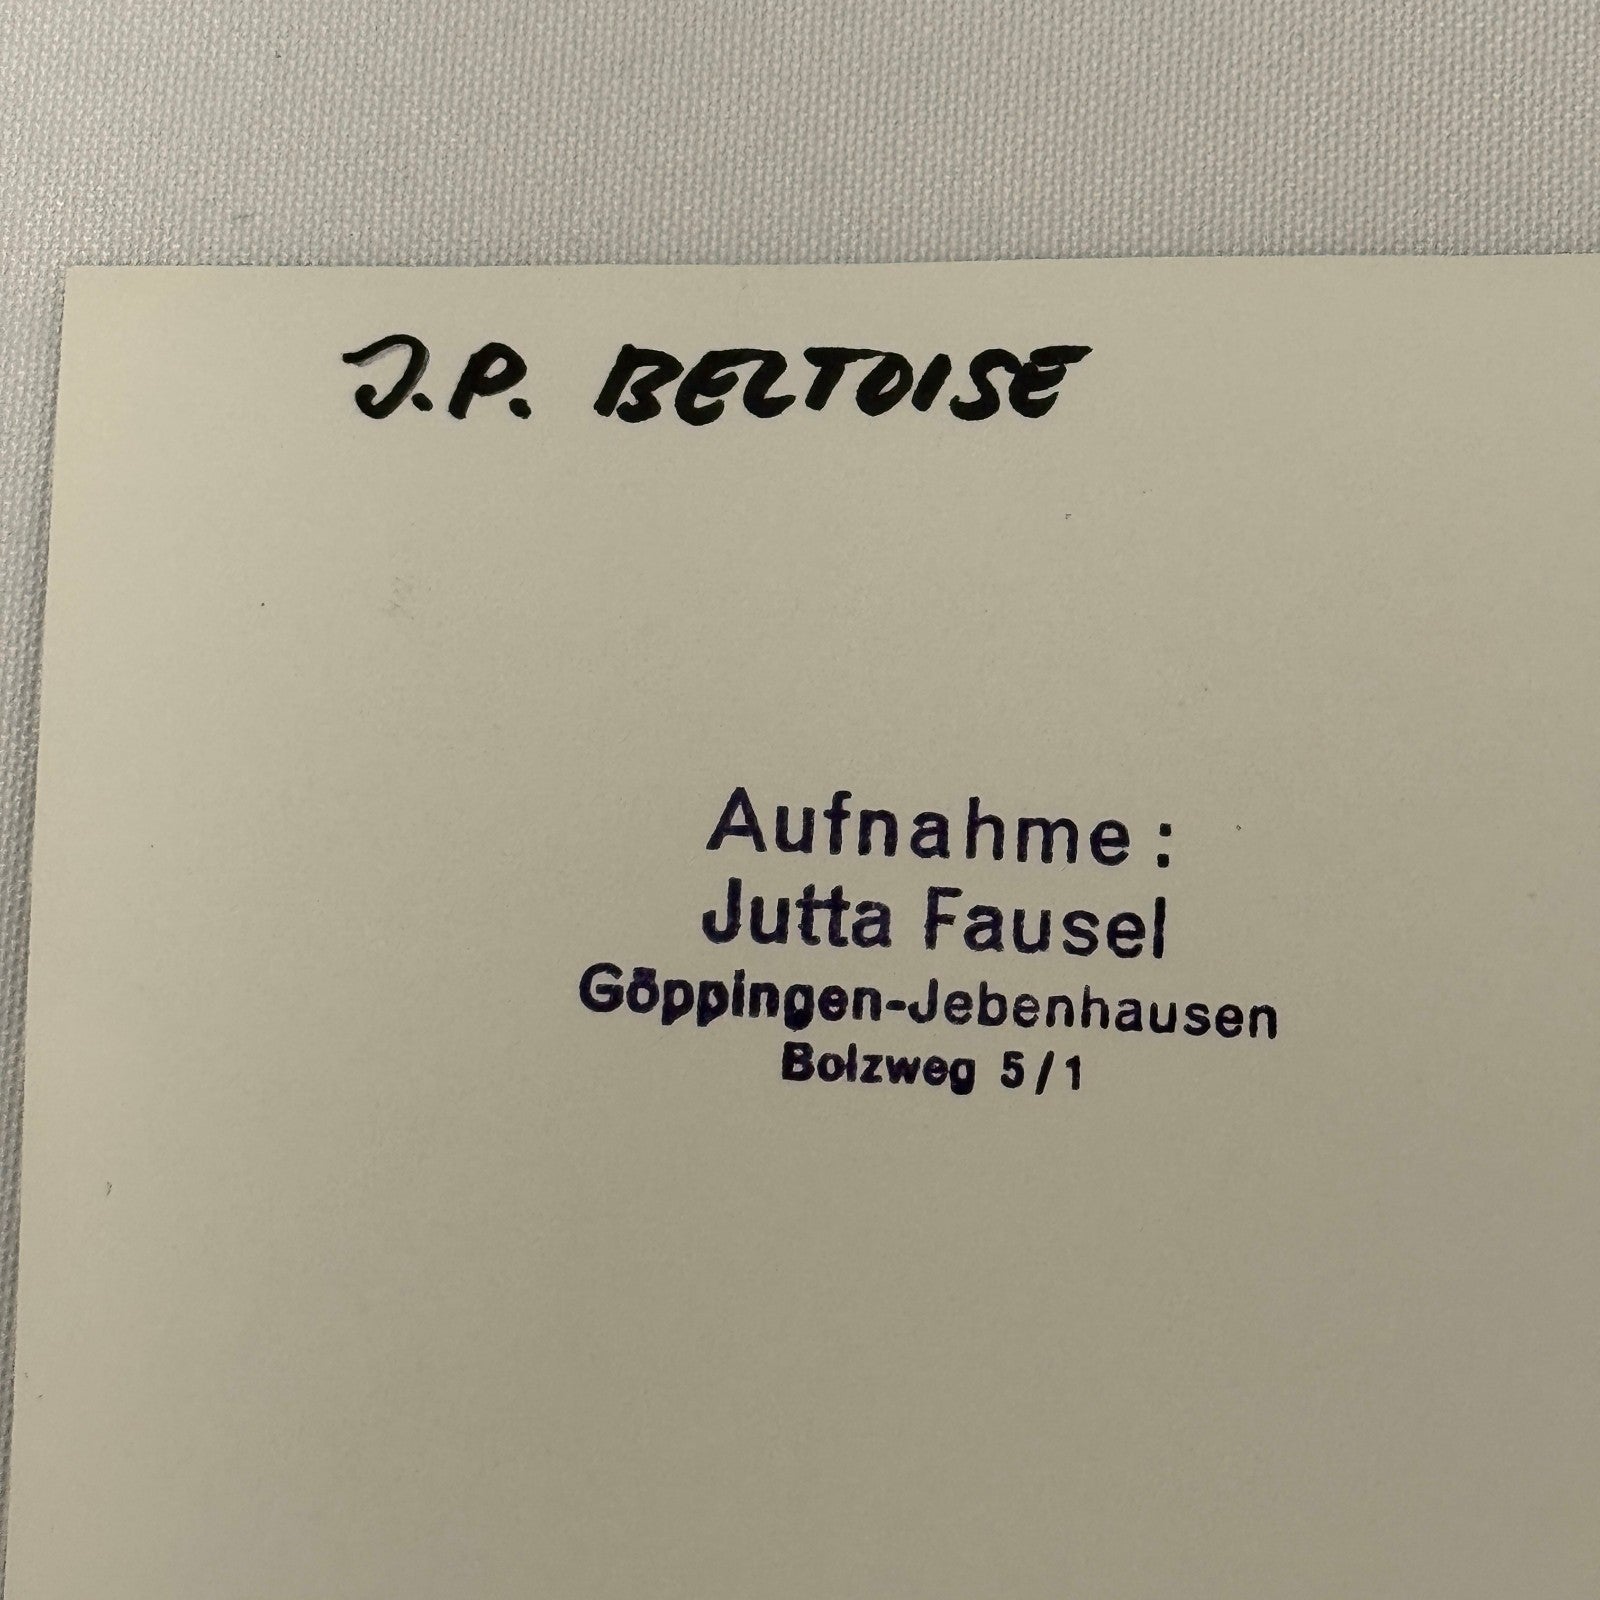 J.P. BELTOISE
Aufnahme :
Jutta Fausel
Göppingen-Jebenhausen
Bolzweg 5/1